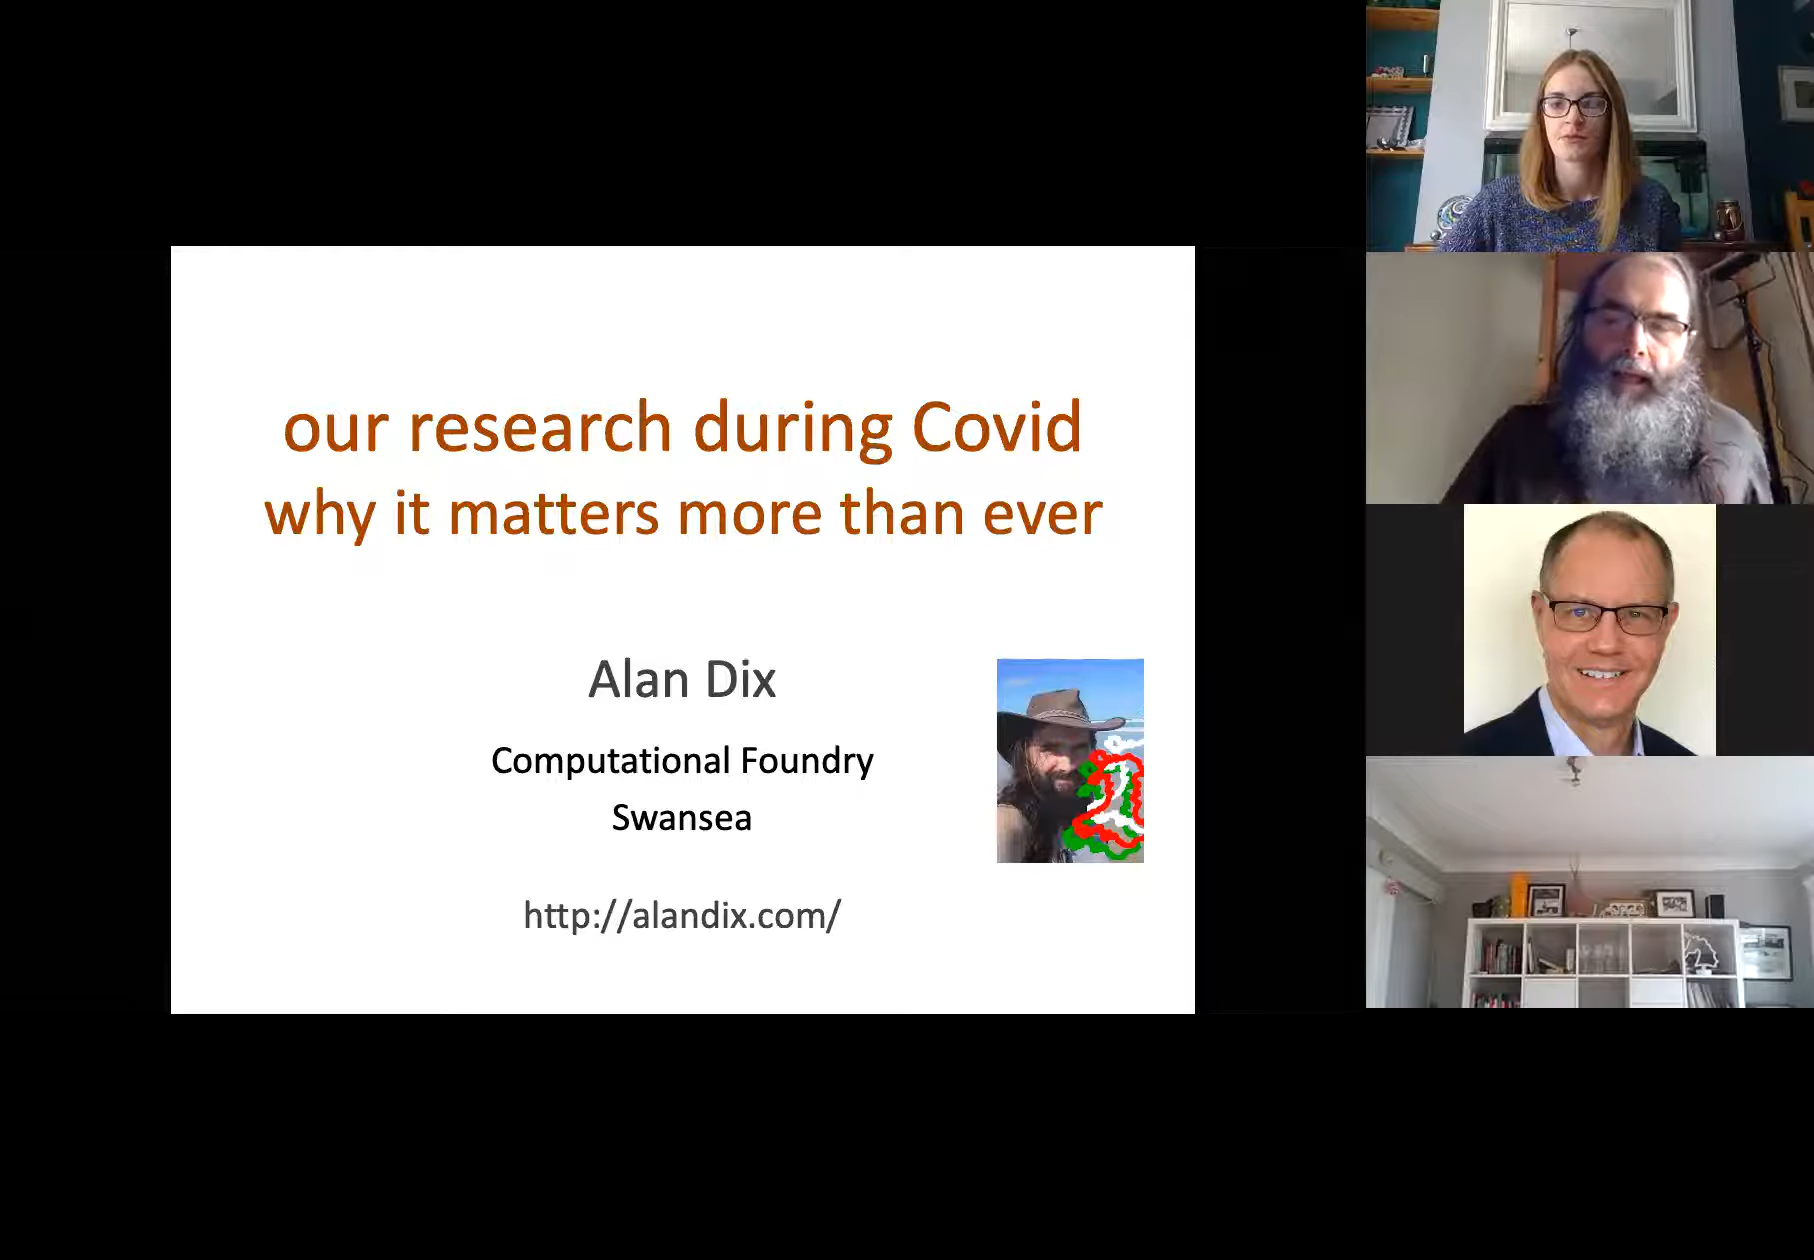 our research during Covid
why it matters more than ever
Alan Dix
Computational Foundry
Swansea
http://alandix.com/